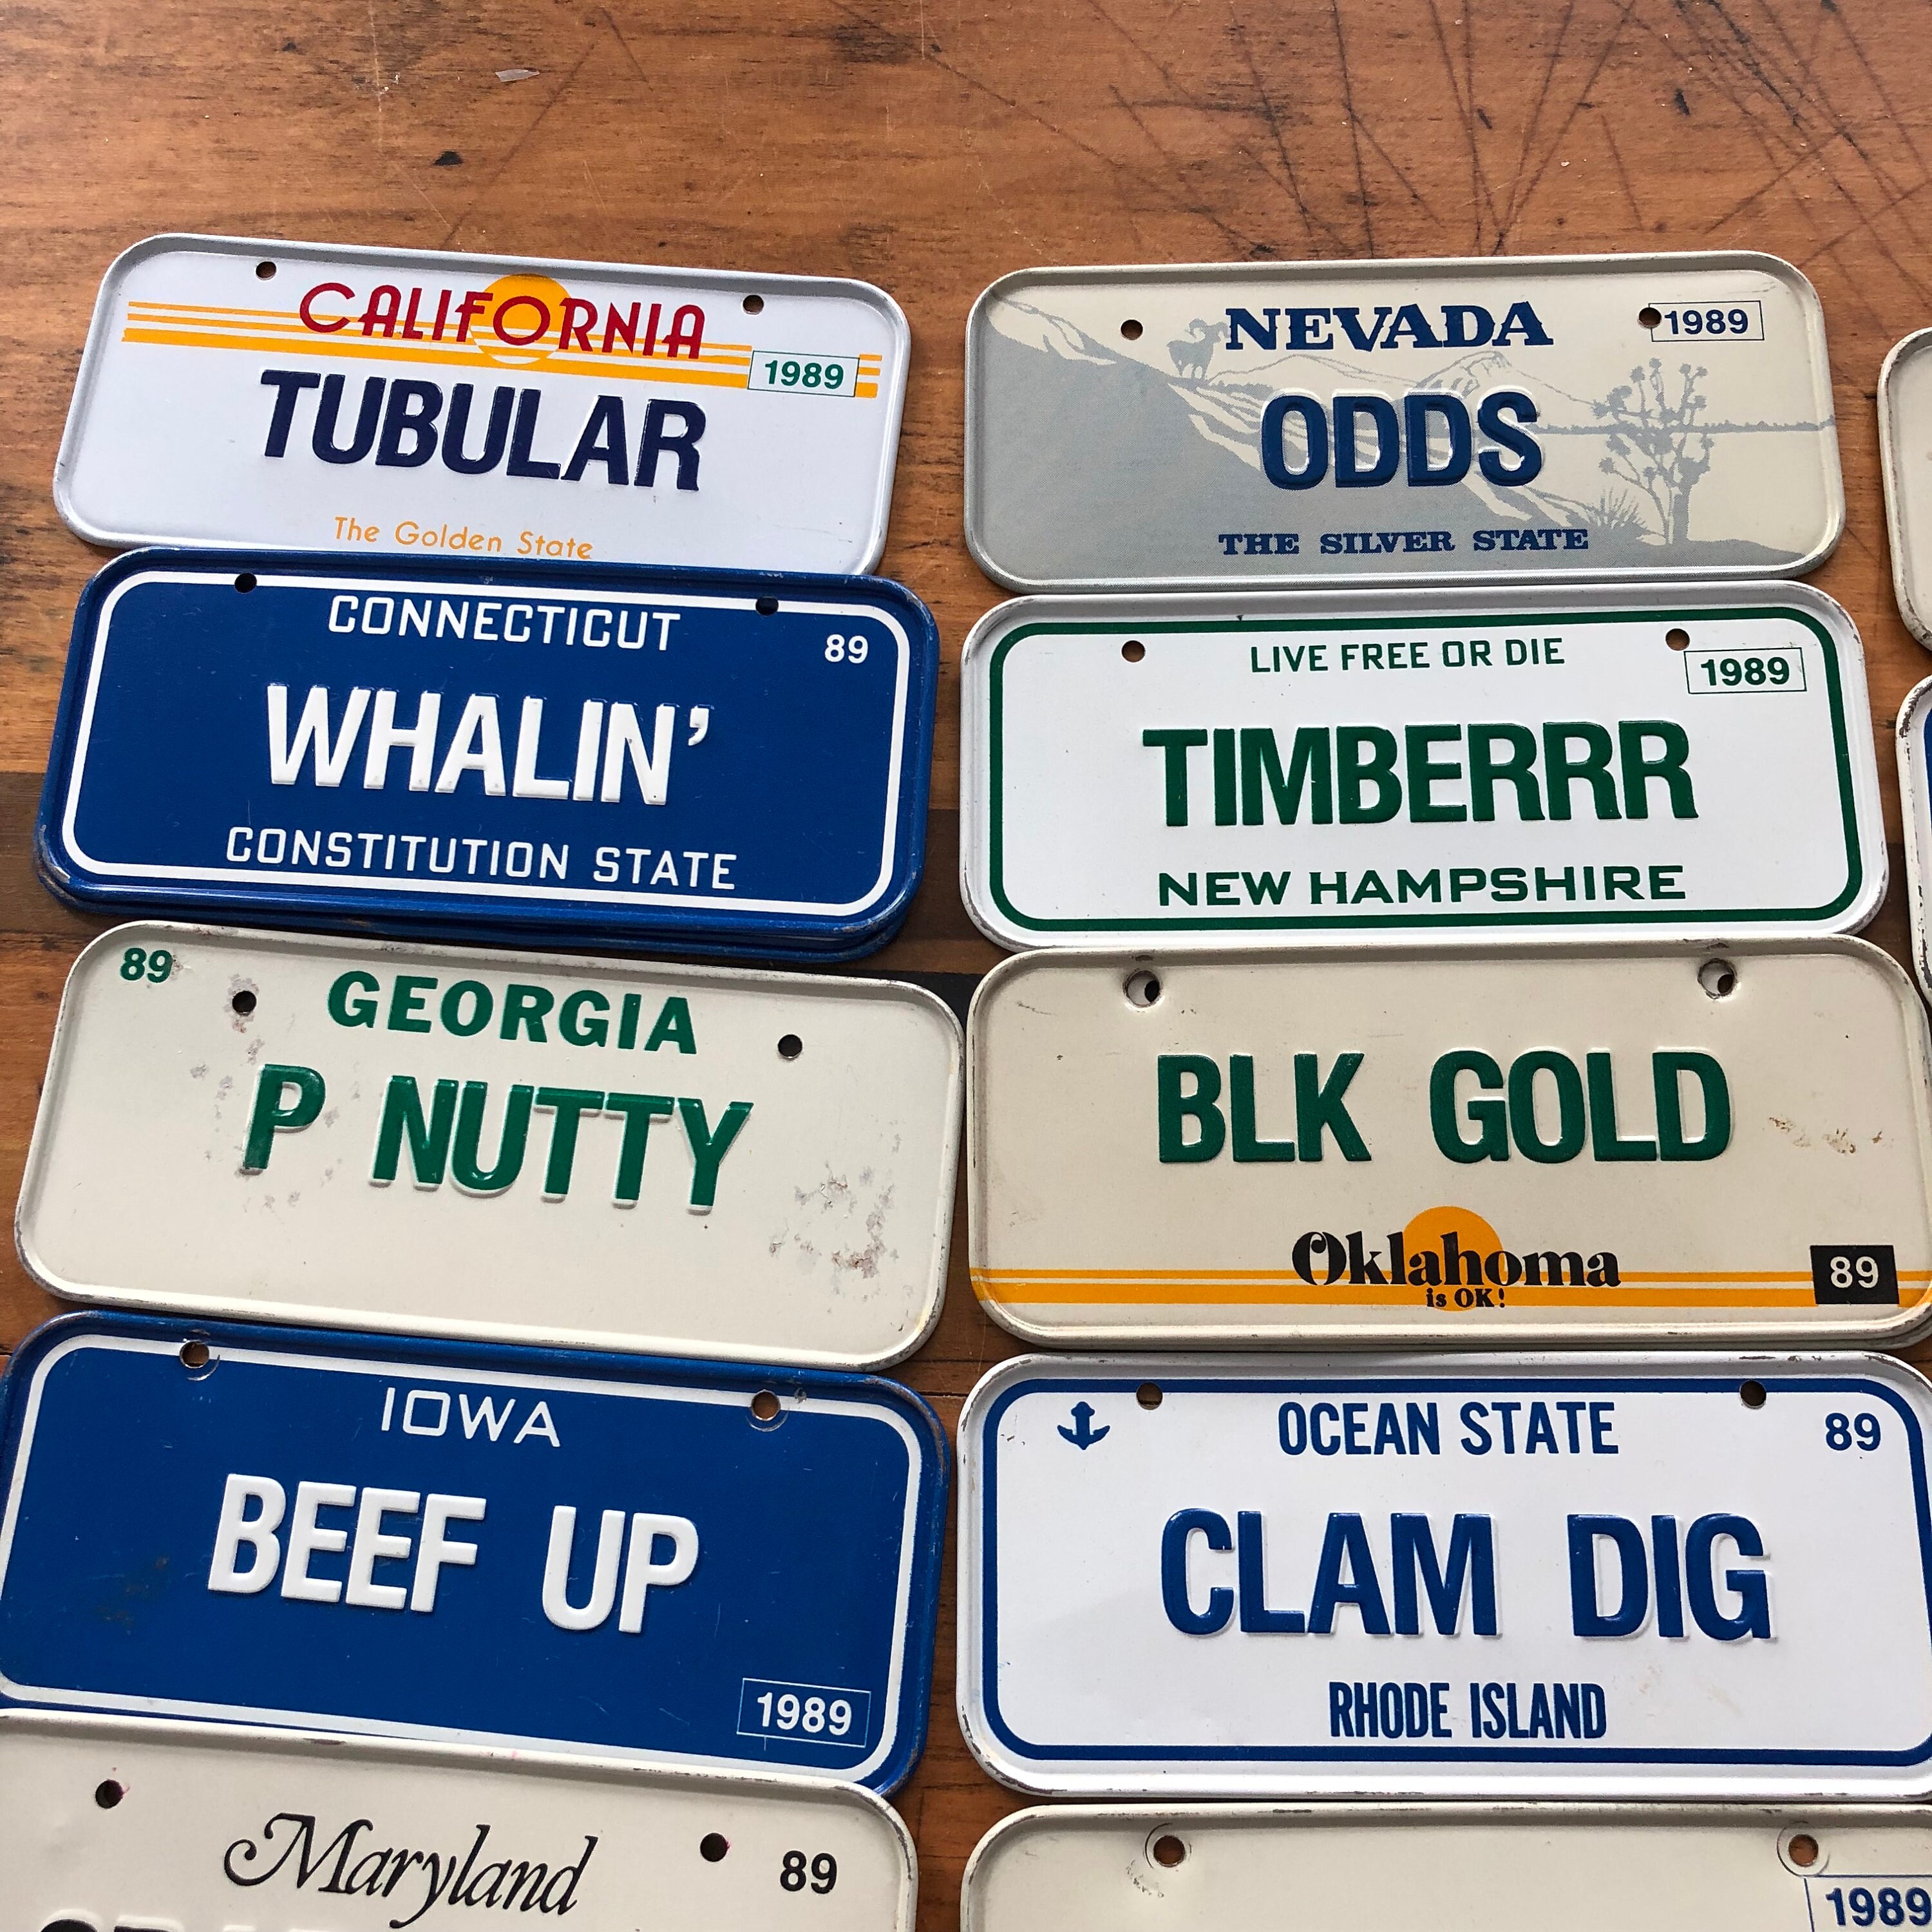 CALIFORNIA
1989
TUBULAR
The Golden State
CONNECTICUT
89
WHALIN’
CONSTITUTION STATE
89
GEORGIA
P NUTTY
IOWA
BEEF UP
1989
Maryland
89
NEVADA
1989
ODDS
THE SILVER STATE
LIVE FREE OR DIE
1989
TIMBERRR
NEW HAMPSHIRE
BLK GOLD
Oklahoma
is OK!
89
OCEAN STATE
89
CLAM DIG
RHODE ISLAND
1989